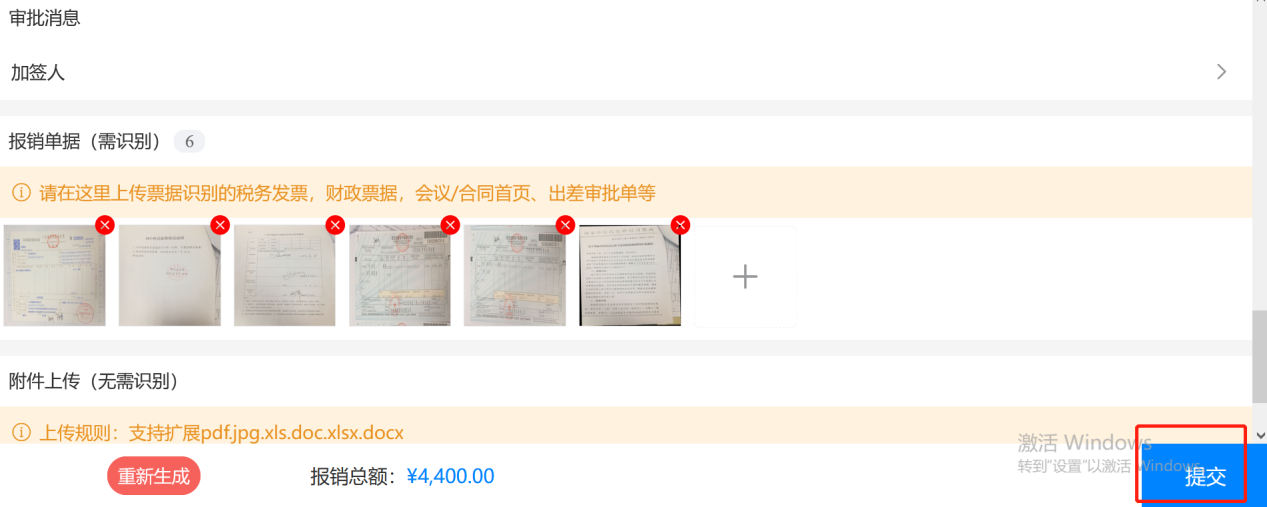 审批消息
加签人
报销单据（需识别） 6
请在这里上传票据识别的税务发票，财政票据，会议/合同首页、出差审批单等
附件上传（无需识别）
上传规则：支持扩展pdf.jpg.xls.doc.xlsx.docx
激活 Windows
转到"设置"以激活 Windows。
重新生成
报销总额：¥4,400.00
提交